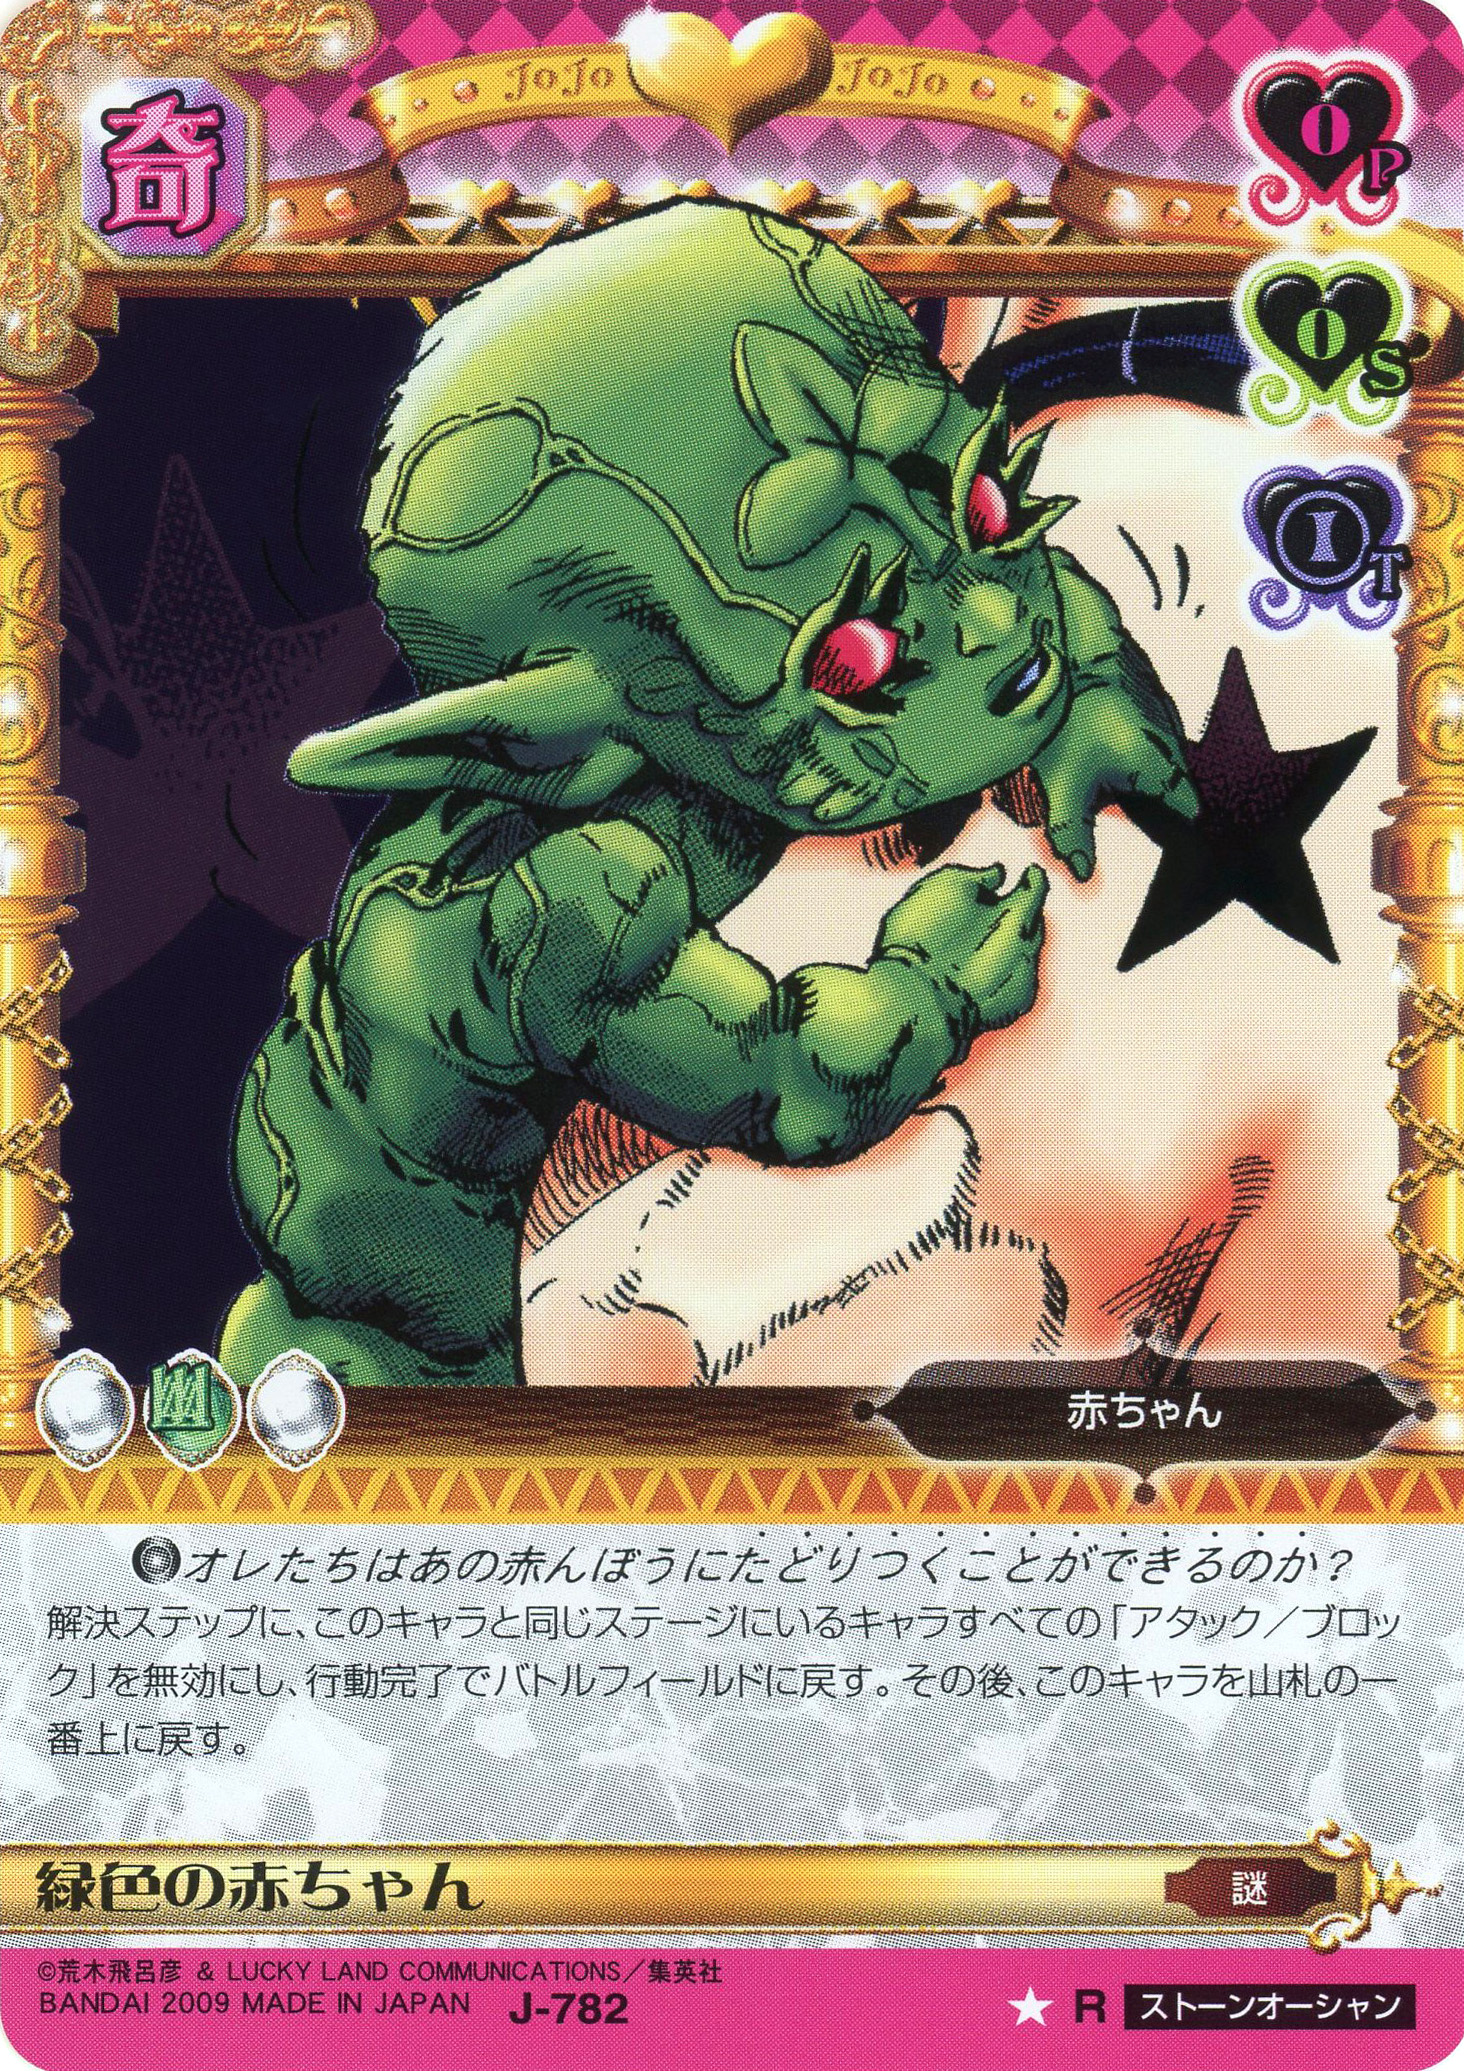 JoJo JoJo
奇
0 P
0 S
1 T
赤ちゃん
オレたちはあの赤んぼうにたどりつくことができるのか?
解決ステップに、このキャラと同じステージにいるキャラすべての「アタック/ブロッ
ク」を無効にし、行動完了でバトルフィールドに戻す。その後、このキャラを山札の一
番上に戻す。
緑色の赤ちゃん
謎
©荒木飛呂彦 & LUCKY LAND COMMUNICATIONS/集英社
BANDAI 2009 MADE IN JAPAN J-782
★ R ストーンオーシャン